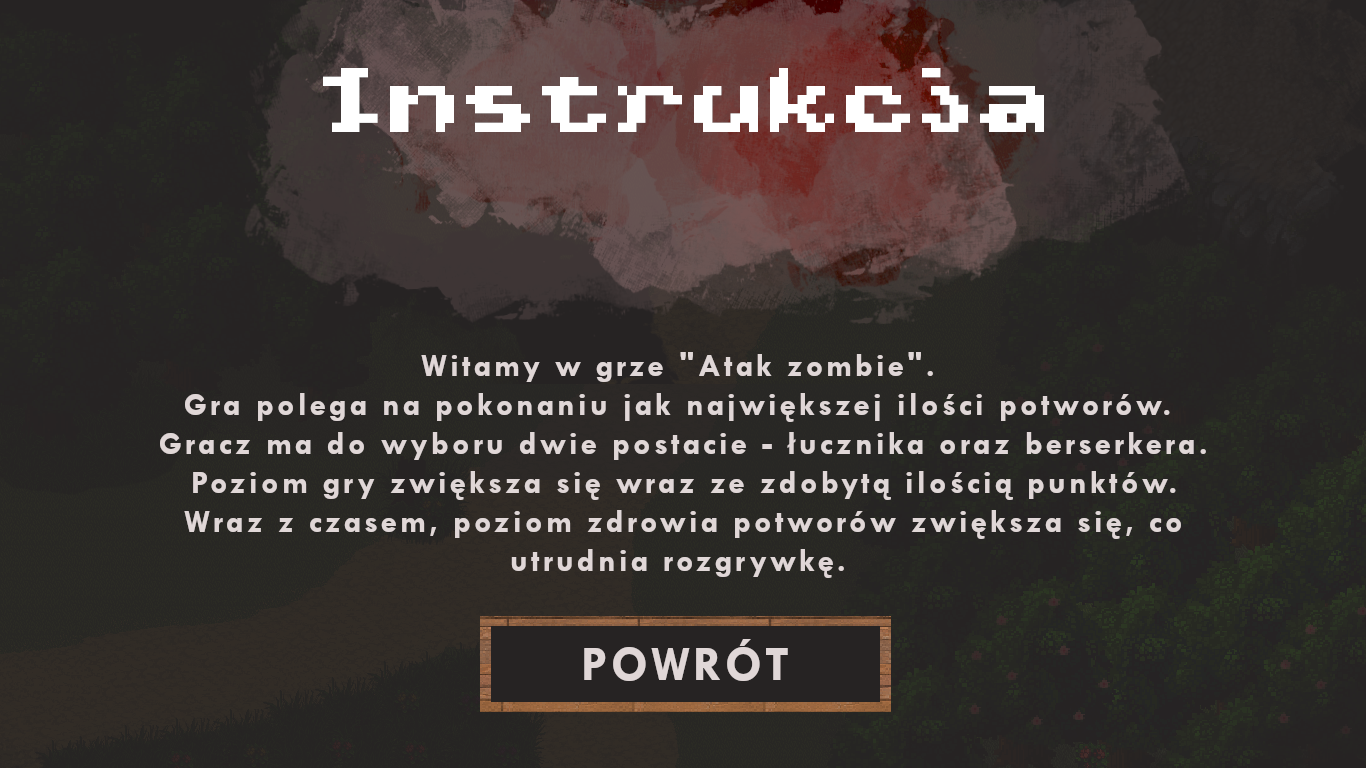 Instrukcja
Witamy w grze "Atak zombie".
Gra polega na pokonaniu jak największej ilości potworów.
Gracz ma do wyboru dwie postacie - łucznika oraz berserkera.
Poziom gry zwiększa się wraz ze zdobytą ilością punktów.
Wraz z czasem, poziom zdrowia potworów zwiększa się, co
utrudnia rozgrywkę.
POWRÓT